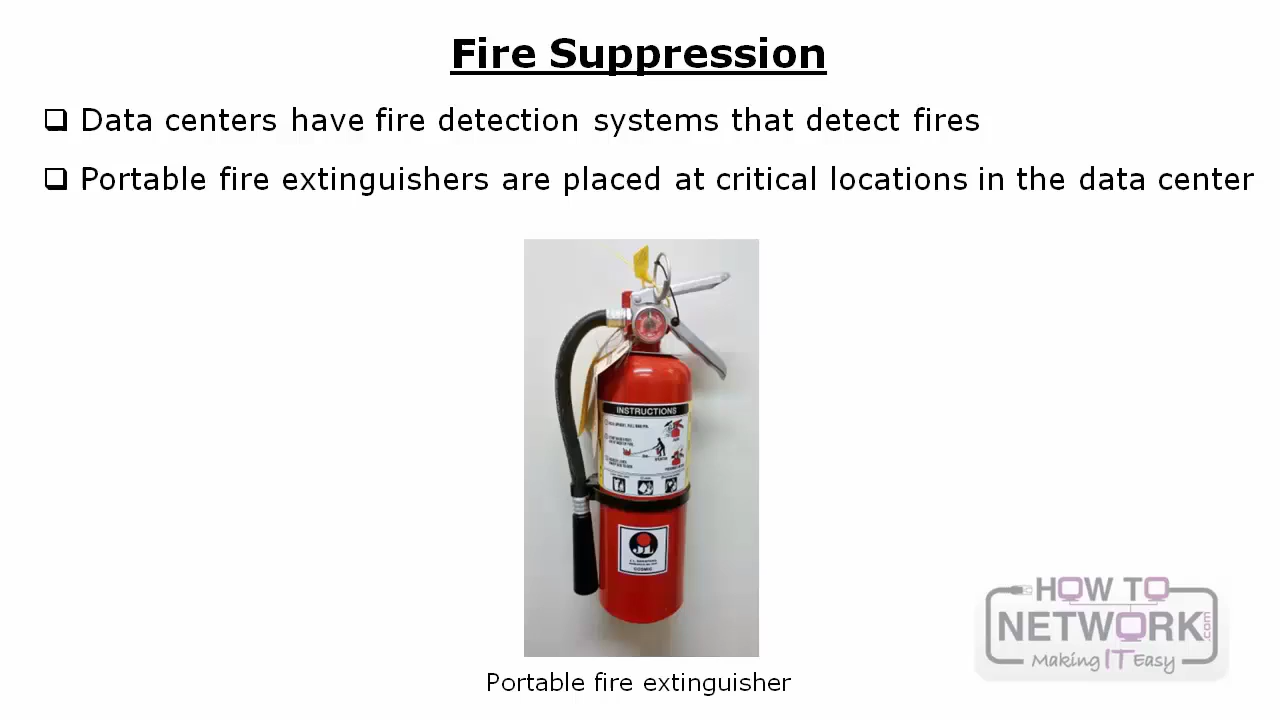 Fire Suppression
Data centers have fire detection systems that detect fires
Portable fire extinguishers are placed at critical locations in the data center
INSTRUCTIONS
Portable fire extinguisher
HOW TO
NETWORK.com
Making IT Easy